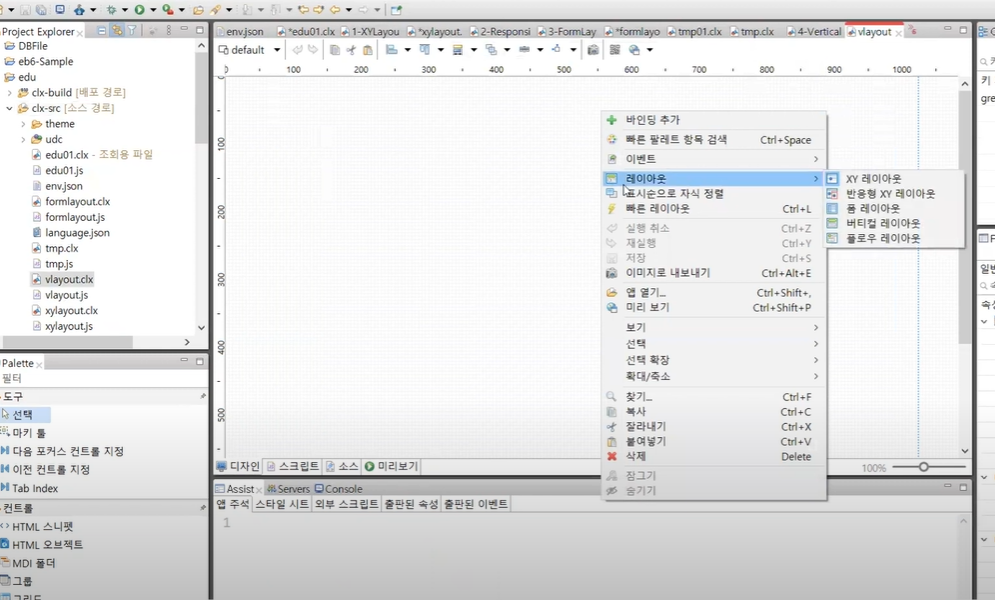 Project Explorer
DBFile
eb6-Sample
edu
clx-build [배포 경로]
clx-src [소스 경로]
theme
udc
edu01.clx - 조회용 파일
edu01.js
env.json
formlayout.clx
formlayout.js
language.json
tmp.clx
tmp.js
vlayout.clx
vlayout.js
xylayout.clx
xylayout.js
Palette
필터
도구
선택
마키 툴
다음 포커스 컨트롤 지정
이전 컨트롤 지정
Tab Index
컨트롤
HTML 스니펫
HTML 오브젝트
MDI 폴더
그룹
그리드
env.json *edu01.clx 1-XYLayou *xylayout. 2-Responsi 3-FormLay *formlayo tmp01.clx tmp.clx 4-Vertical vlayout
default
0 100 200 300 400 500 600 700 800 900 1000
0
100
200
300
400
500
바인딩 추가
빠른 팔레트 항목 검색 Ctrl+Space
이벤트
레이아웃
표시순으로 자식 정렬
빠른 레이아웃 Ctrl+L
실행 취소 Ctrl+Z
재실행 Ctrl+Y
저장 Ctrl+S
이미지로 내보내기 Ctrl+Alt+E
앱 열기... Ctrl+Shift+,
미리 보기 Ctrl+Shift+P
보기
선택
선택 확장
확대/축소
찾기... Ctrl+F
복사 Ctrl+C
잘라내기 Ctrl+X
붙여넣기 Ctrl+V
삭제 Delete
잠그기
숨기기
XY 레이아웃
반응형 XY 레이아웃
폼 레이아웃
버티컬 레이아웃
플로우 레이아웃
디자인 스크립트 소스 미리보기
100%
Assist Servers Console
앱 주석 스타일 시트 외부 스크립트 출판된 속성 출판된 이벤트
1
키
gre
일반
속성